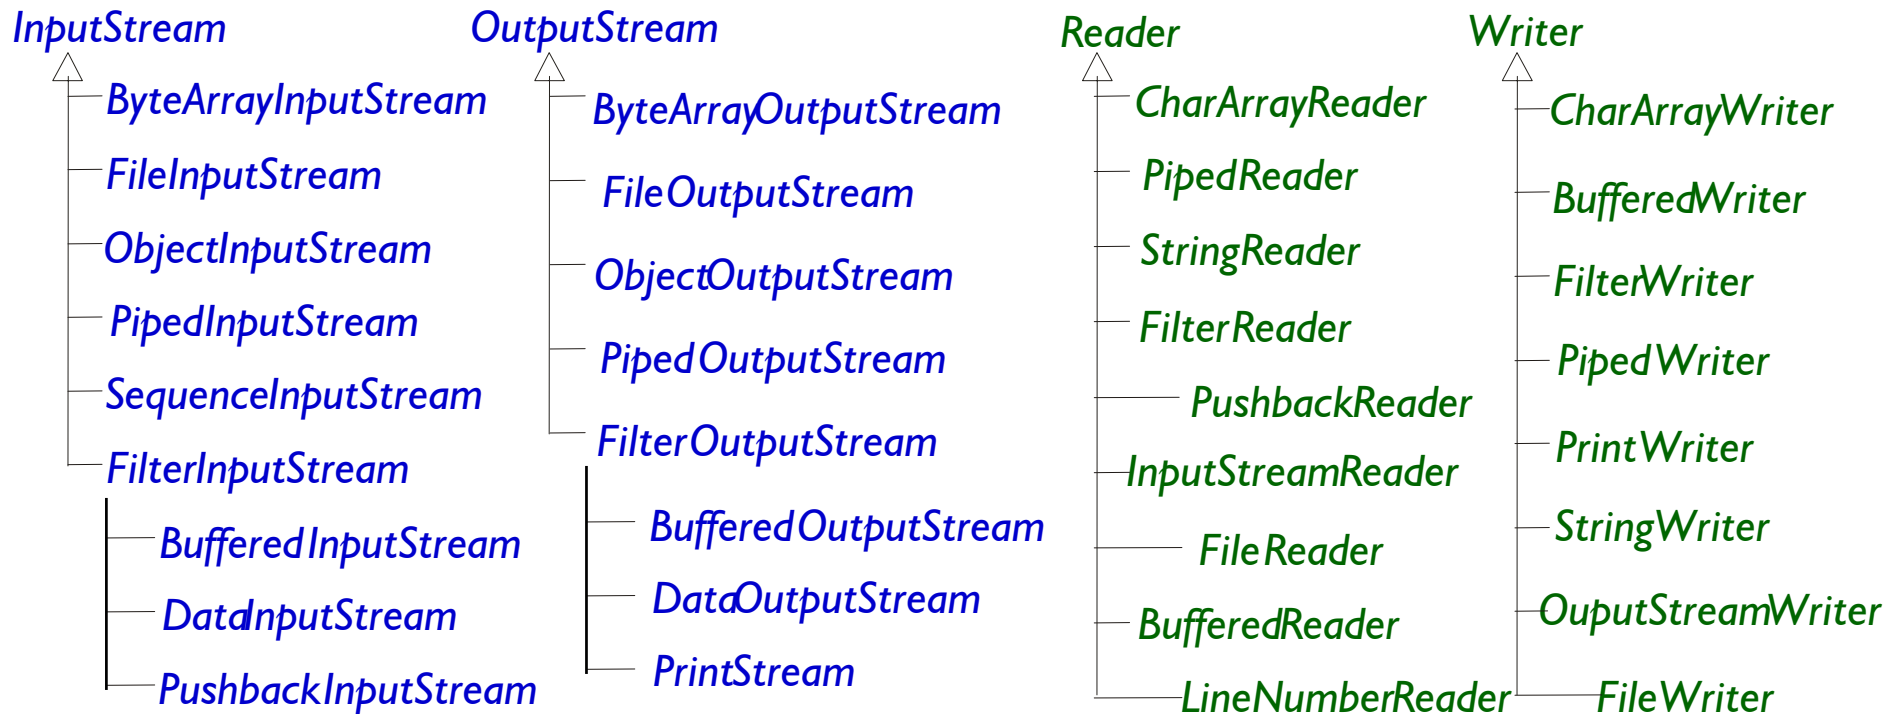 InputStream
ByteArrayInputStream
FileInputStream
ObjectInputStream
PipedInputStream
SequenceInputStream
FilterInputStream
BufferedInputStream
DataInputStream
PushbackInputStream
OutputStream
ByteArrayOutputStream
FileOutputStream
ObjectOutputStream
PipedOutputStream
FilterOutputStream
BufferedOutputStream
DataOutputStream
PrintStream
Reader
CharArrayReader
PipedReader
StringReader
FilterReader
PushbackReader
InputStreamReader
FileReader
BufferedReader
LineNumberReader
Writer
CharArrayWriter
BufferedWriter
FilterWriter
PipedWriter
PrintWriter
StringWriter
OuputStreamWriter
FileWriter